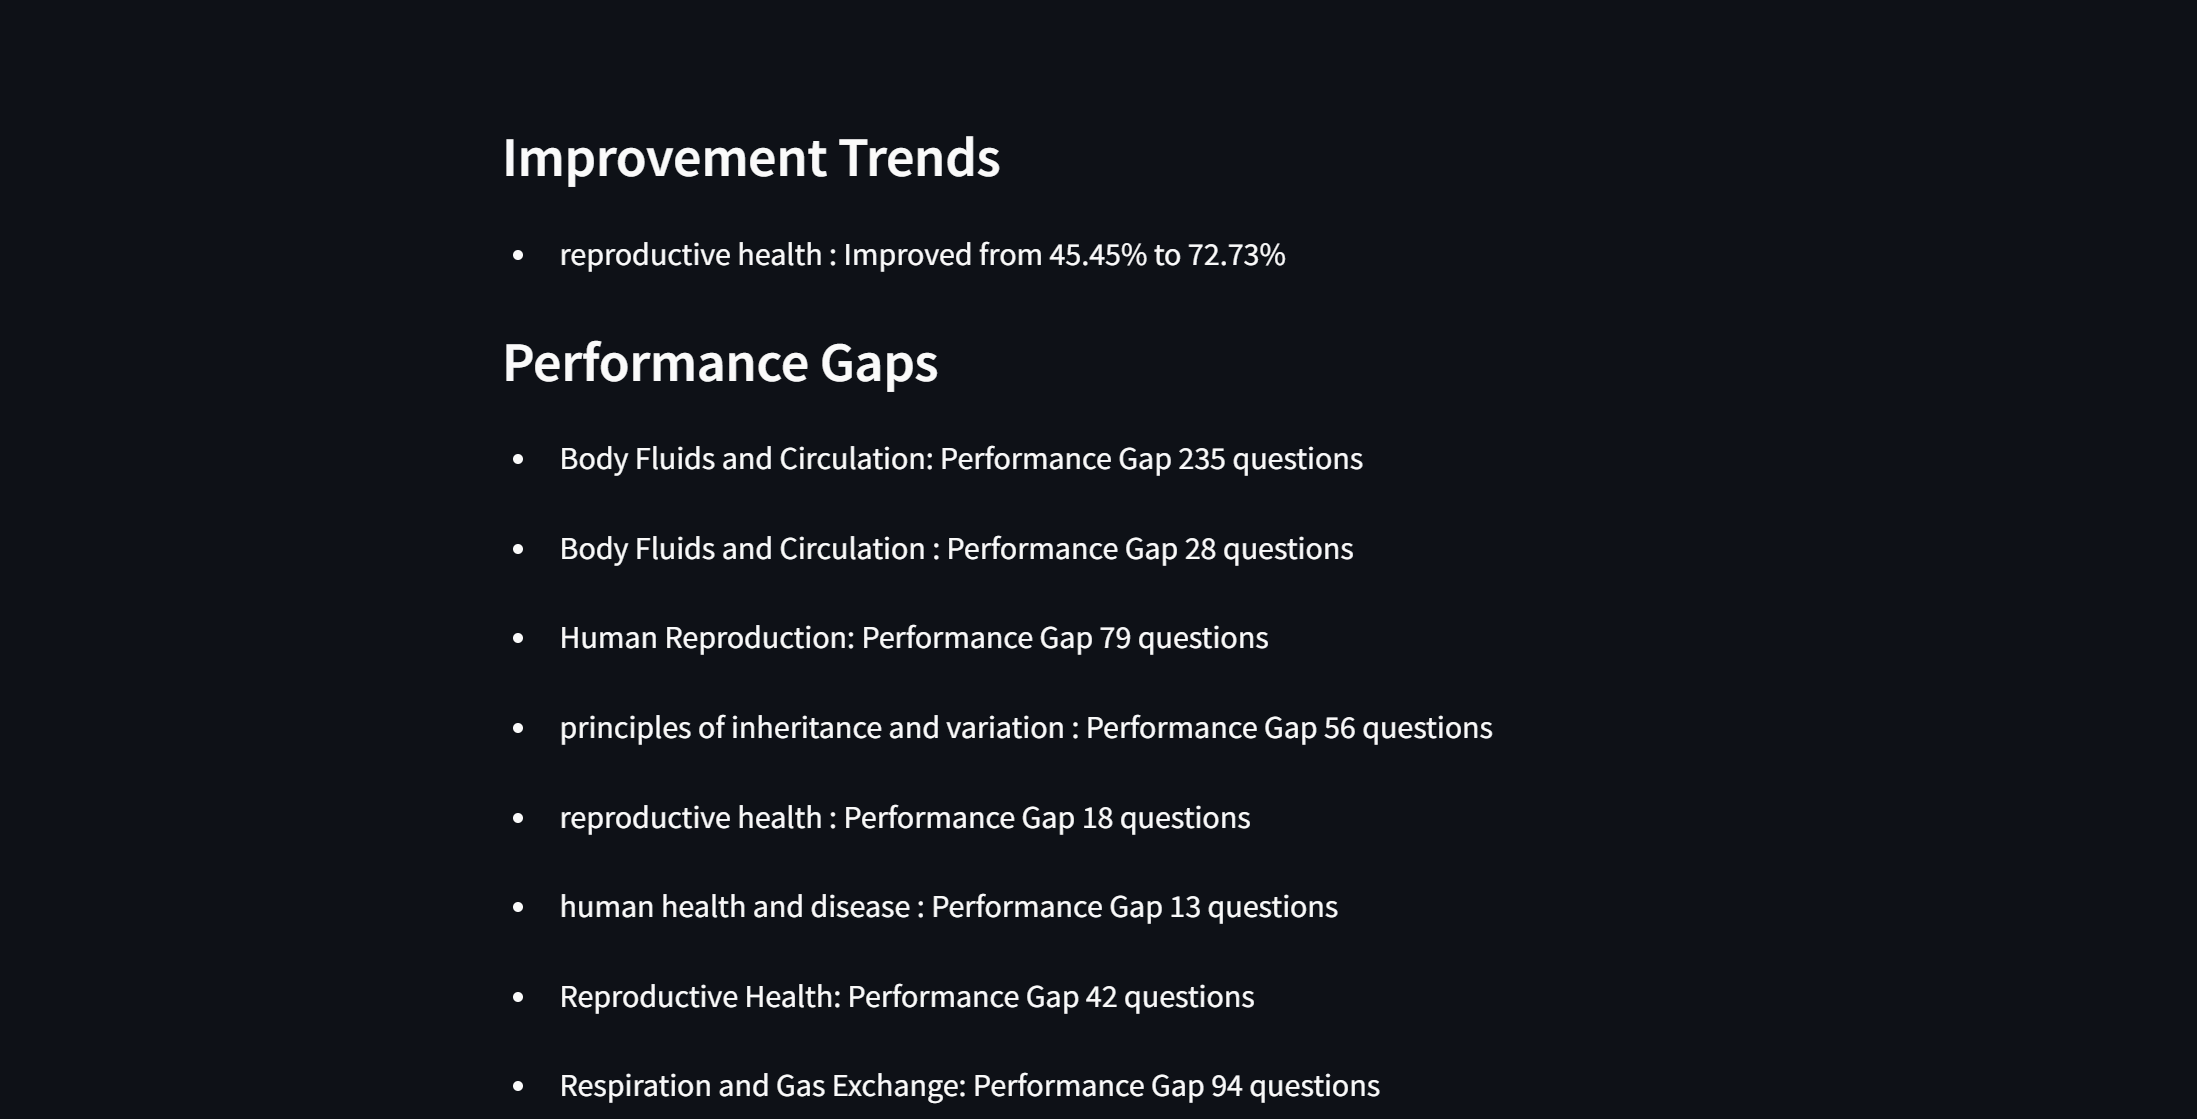 Improvement Trends
reproductive health : Improved from 45.45% to 72.73%
Performance Gaps
Body Fluids and Circulation: Performance Gap 235 questions
Body Fluids and Circulation : Performance Gap 28 questions
Human Reproduction: Performance Gap 79 questions
principles of inheritance and variation : Performance Gap 56 questions
reproductive health : Performance Gap 18 questions
human health and disease : Performance Gap 13 questions
Reproductive Health: Performance Gap 42 questions
Respiration and Gas Exchange: Performance Gap 94 questions